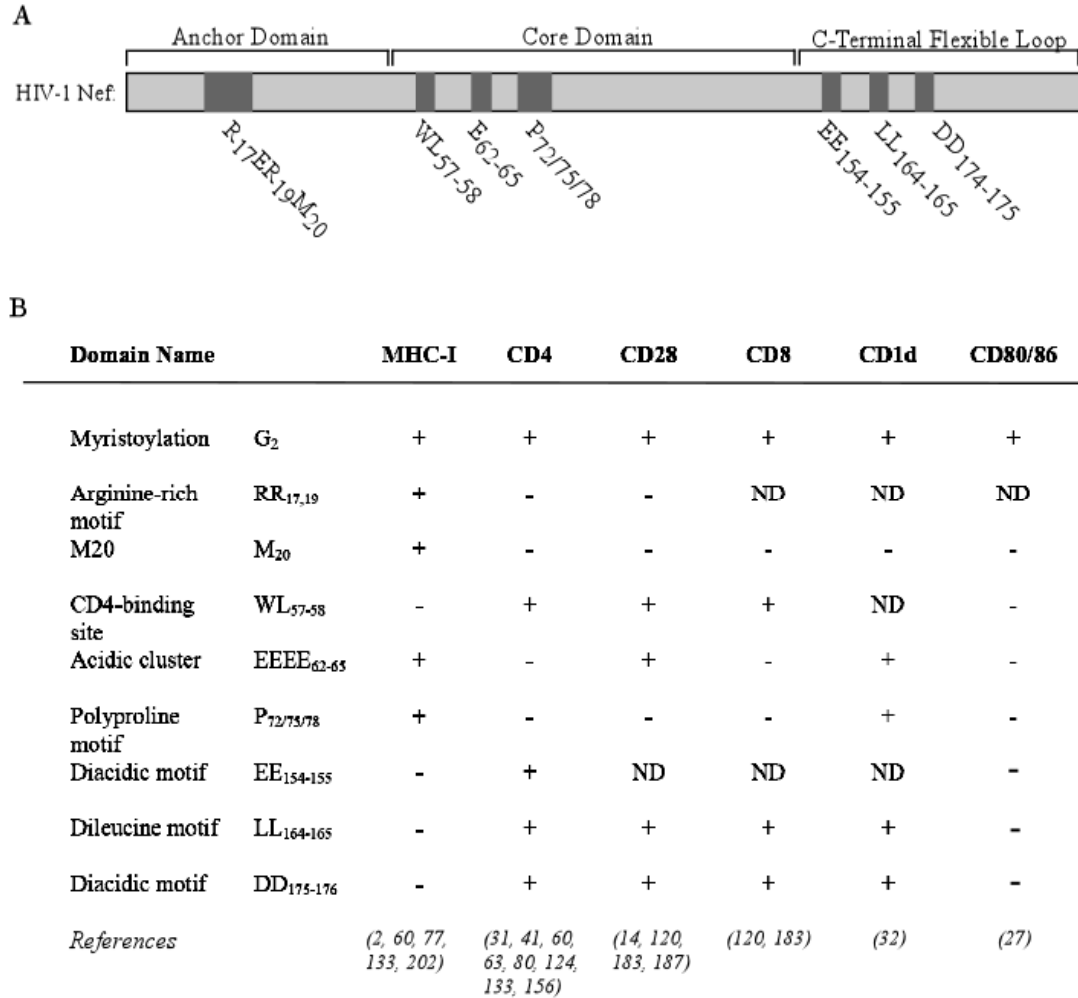 A
Anchor Domain Core Domain C-Terminal Flexible Loop
HIV-1 Nef:
R17ER19M20 WL57-58 E62-65 P72/75/78 EE154-155 LL164-165 DD174-175
B
Domain Name MHC-I CD4 CD28 CD8 CD1d CD80/86
Myristoylation G2 + + + + + +
Arginine-rich RR17,19 + - - ND ND ND
motif
M20 M20 + - - - - -
CD4-binding WL57-58 - + + + ND -
site
Acidic cluster EEEE62-65 + - + - + -
Polyproline P72/75/78 + - - - + -
motif
Diacidic motif EE154-155 - + ND ND ND -
Dileucine motif LL164-165 - + + + + -
Diacidic motif DD175-176 - + + + + -
References (2, 60, 77, (31, 41, 60, (14, 120, (120, 183) (32) (27)
133, 202) 63, 80, 124, 183, 187)
133, 156)